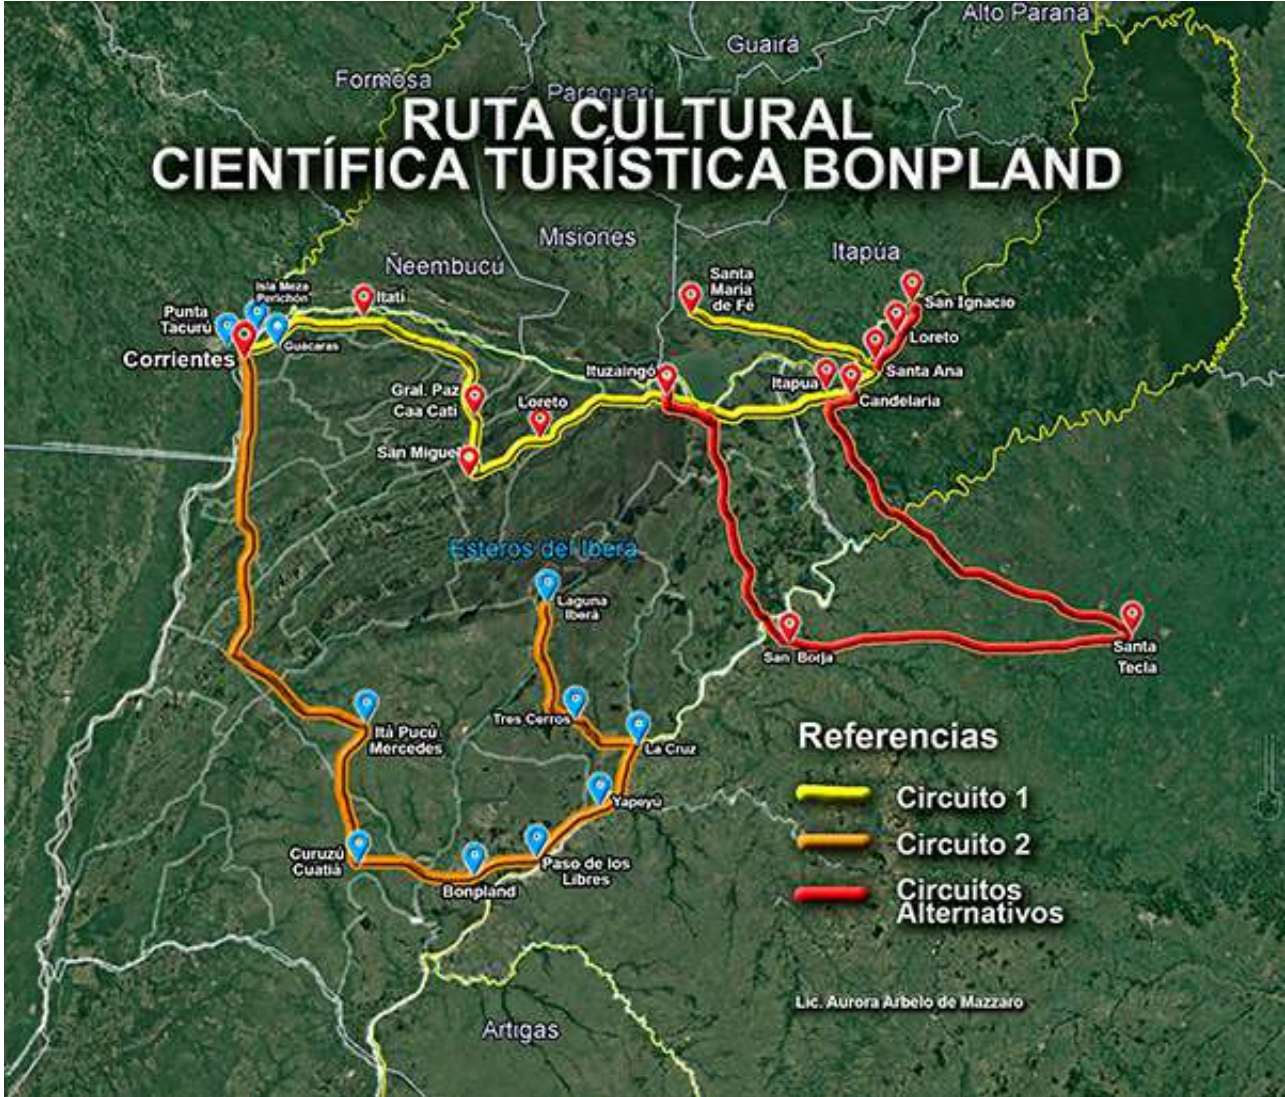 Alto Paraná
Guairá
Formosa
Paraguari
RUTA CULTURAL
CIENTÍFICA TURÍSTICA BONPLAND
Misiones
Itapúa
Ñeembucú
Santa
María
de Fé
Isla Meza
Perichón
Itatí
San Ignacio
Punta
Tacurú
Guácaras
Loreto
Corrientes
Ituzaingó
Itapua
Santa Ana
Gral. Paz
Caa Catí
Loreto
Candelaria
San Miguel
Esteros del Iberá
Laguna
Iberá
San Borja
Santa
Tecla
Tres Cerros
Itá Pucú
Mercedes
La Cruz
Referencias
Yapeyú
Circuito 1
Circuito 2
Curuzú
Cuatiá
Bonpland
Paso de los
Libres
Circuitos
Alternativos
Lic. Aurora Arbelo de Mazzaro
Artigas